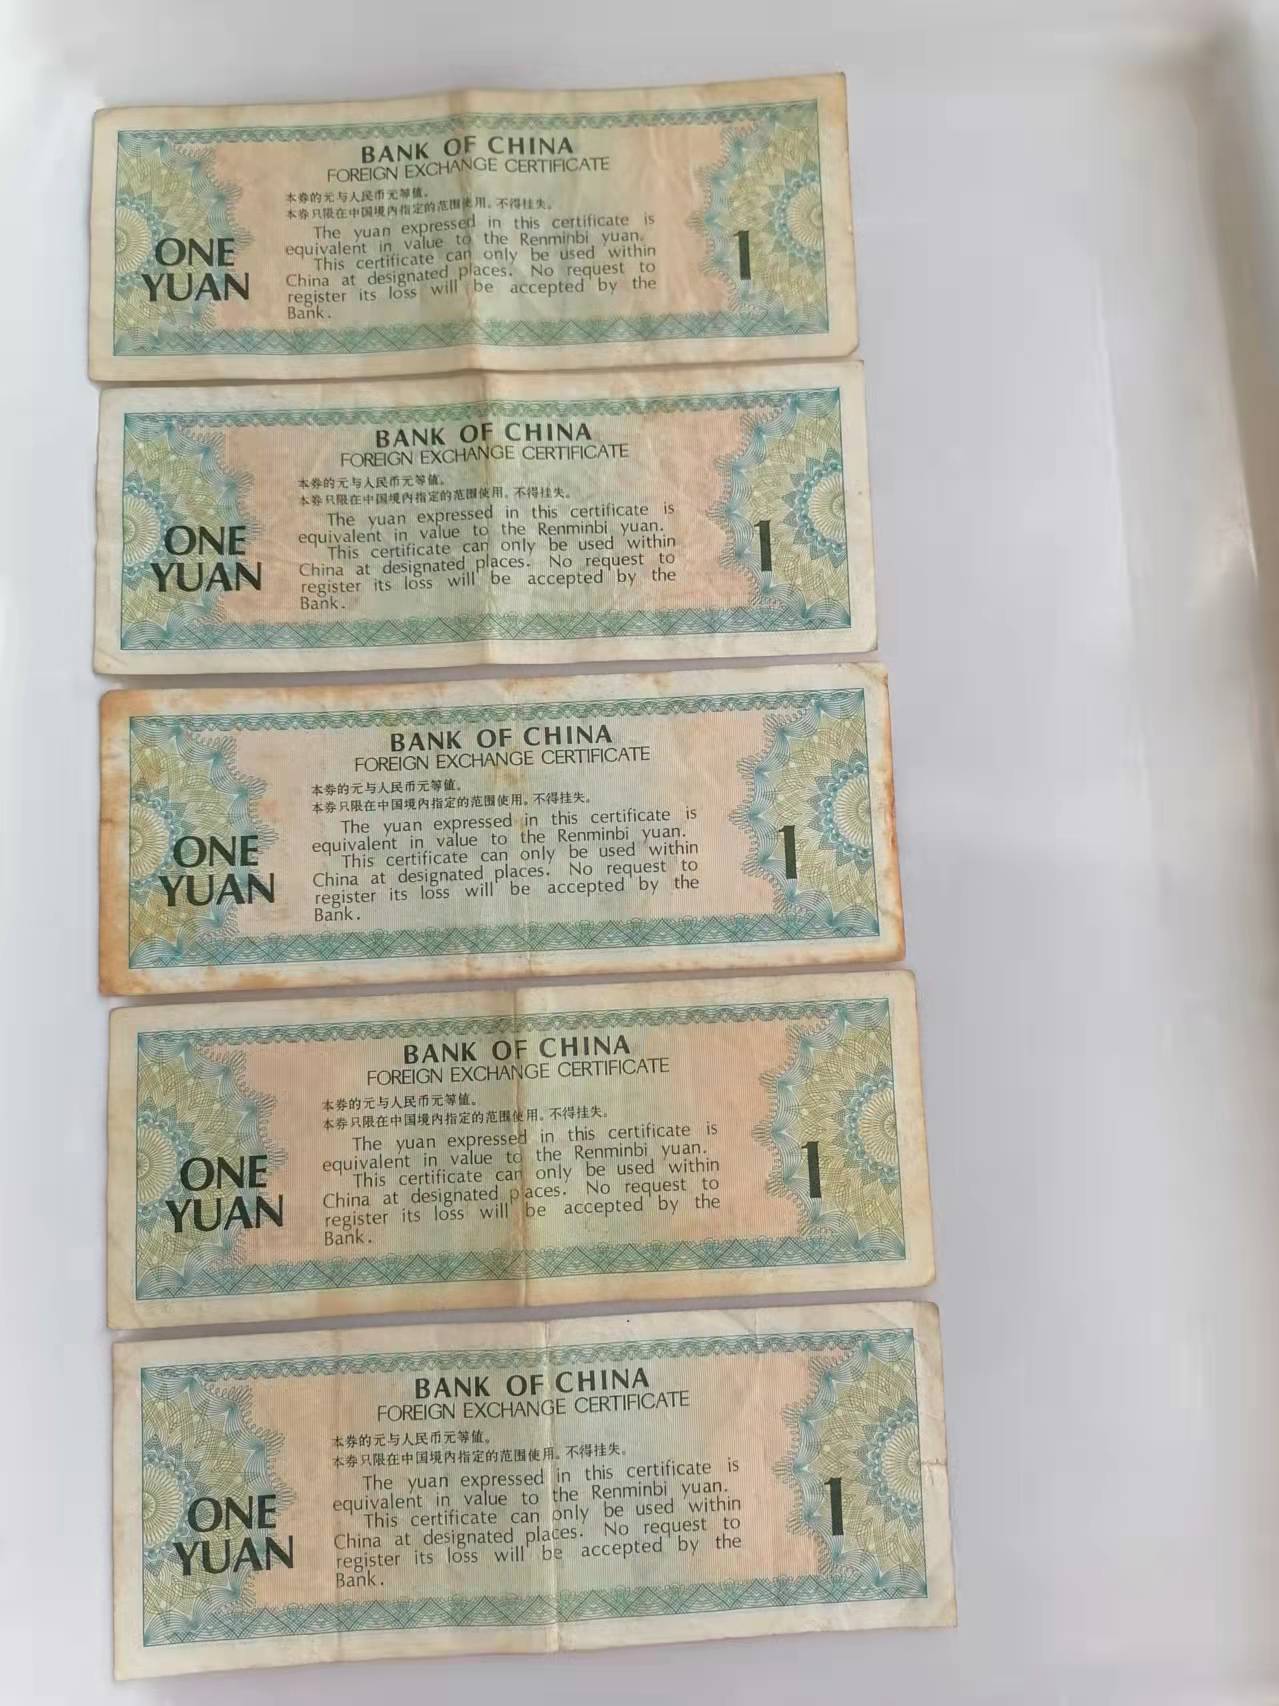 BANK OF CHINA
FOREIGN EXCHANGE CERTIFICATE
本券的元与人民币元等值。
本券只限在中国境内指定的范围使用。不得挂失。
The yuan expressed in this certificate is
equivalent in value to the Renminbi yuan.
This certificate can only be used within
China at designated places. No request to
register its loss will be accepted by the
Bank.
ONE
YUAN
1
BANK OF CHINA
FOREIGN EXCHANGE CERTIFICATE
本券的元与人民币元等值。
本券只限在中国境内指定的范围使用。不得挂失。
The yuan expressed in this certificate is
equivalent in value to the Renminbi yuan.
This certificate can only be used within
China at designated places. No request to
register its loss will be accepted by the
Bank.
ONE
YUAN
1
BANK OF CHINA
FOREIGN EXCHANGE CERTIFICATE
本券的元与人民币元等值。
本券只限在中国境内指定的范围使用。不得挂失。
The yuan expressed in this certificate is
equivalent in value to the Renminbi yuan.
This certificate can only be used within
China at designated places. No request to
register its loss will be accepted by the
Bank.
ONE
YUAN
1
BANK OF CHINA
FOREIGN EXCHANGE CERTIFICATE
本券的元与人民币元等值。
本券只限在中国境内指定的范围使用。不得挂失。
The yuan expressed in this certificate is
equivalent in value to the Renminbi yuan.
This certificate can only be used within
China at designated places. No request to
register its loss will be accepted by the
Bank.
ONE
YUAN
1
BANK OF CHINA
FOREIGN EXCHANGE CERTIFICATE
本券的元与人民币元等值。
本券只限在中国境内指定的范围使用。不得挂失。
The yuan expressed in this certificate is
equivalent in value to the Renminbi yuan.
This certificate can only be used within
China at designated places. No request to
register its loss will be accepted by the
Bank.
ONE
YUAN
1